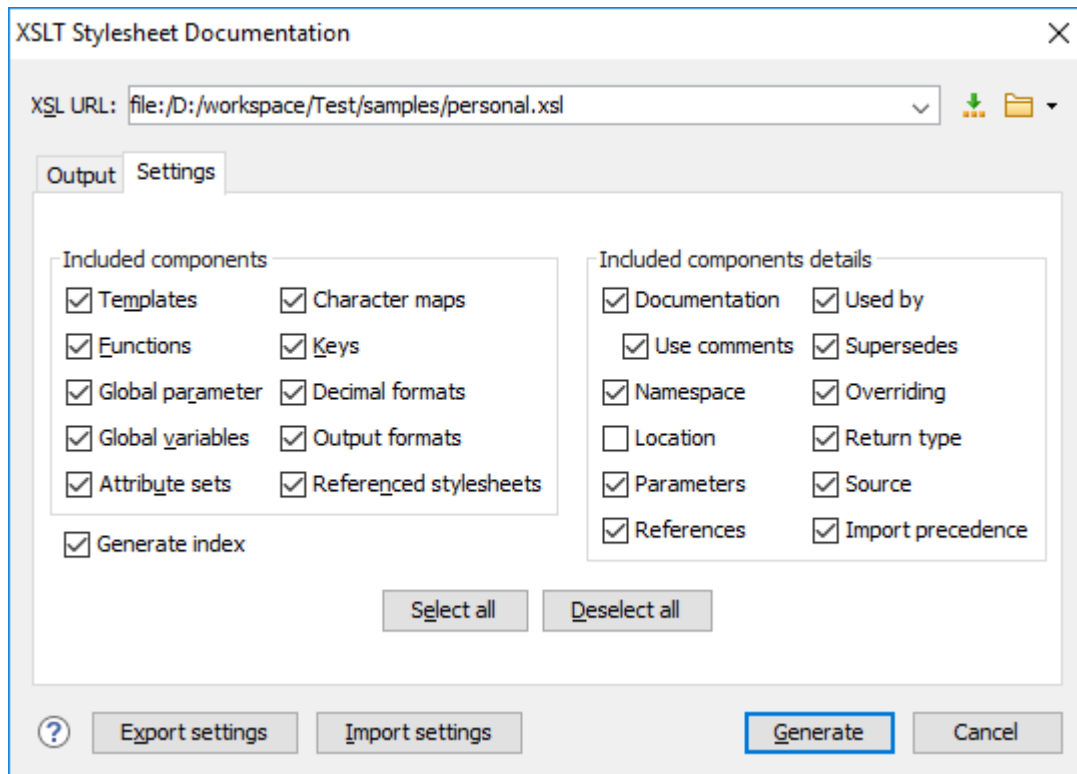 XSLT Stylesheet Documentation
XSL URL: file:/D:/workspace/Test/samples/personal.xsl
Output Settings
Included components
Templates Character maps
Functions Keys
Global parameter Decimal formats
Global variables Output formats
Attribute sets Referenced stylesheets
Generate index
Included components details
Documentation Used by
Use comments Supersedes
Namespace Overriding
Location Return type
Parameters Source
References Import precedence
Select all Deselect all
? Export settings Import settings Generate Cancel